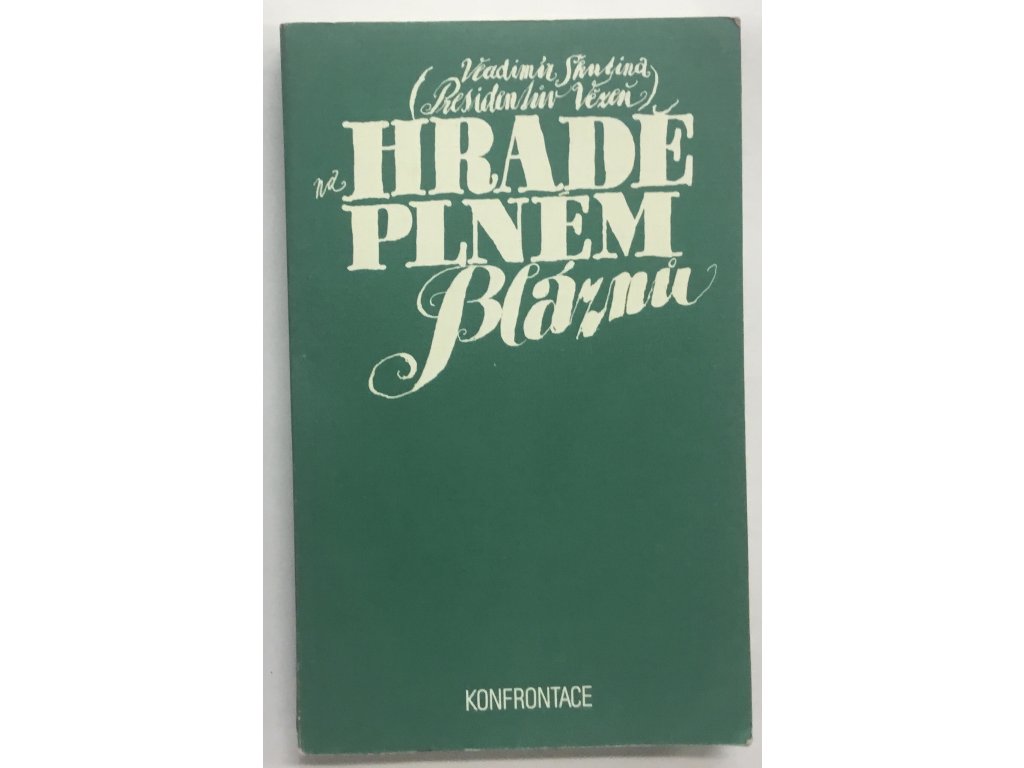 Vladimír Škutina
(Presidentův Vězeň)
na HRADĚ
PLNÉM
Bláznů
KONFRONTACE